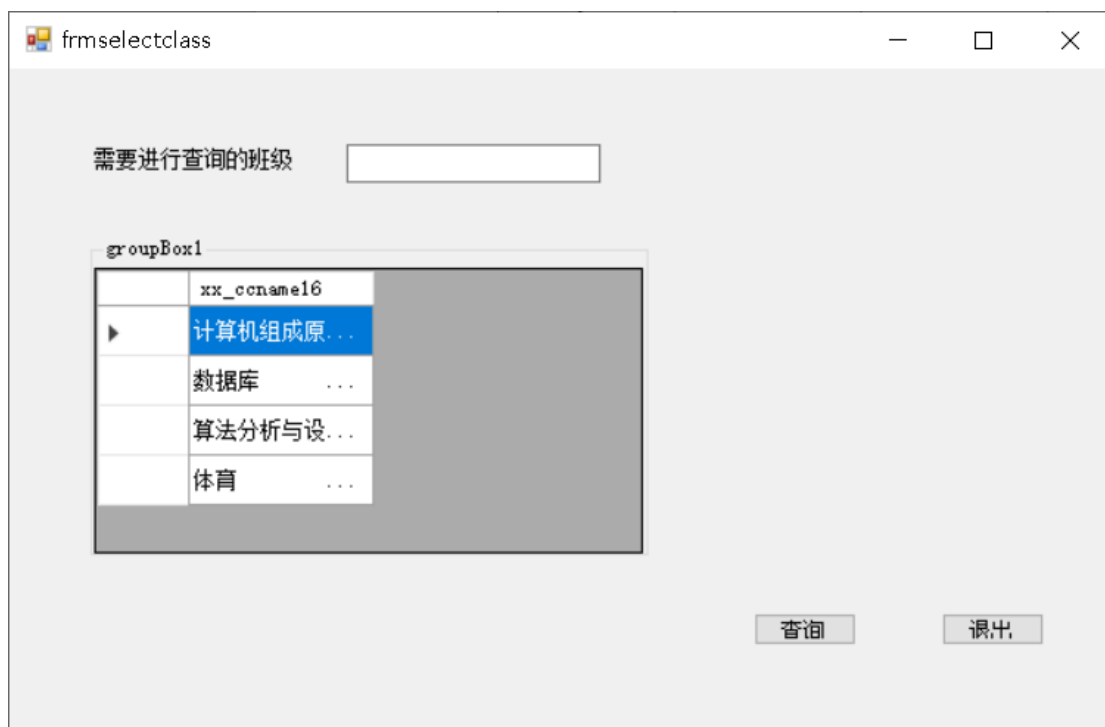 frmselectclass
需要进行查询的班级
groupBox1
xx_ccname16
计算机组成原...
数据库 ...
算法分析与设...
体育 ...
查询 退出